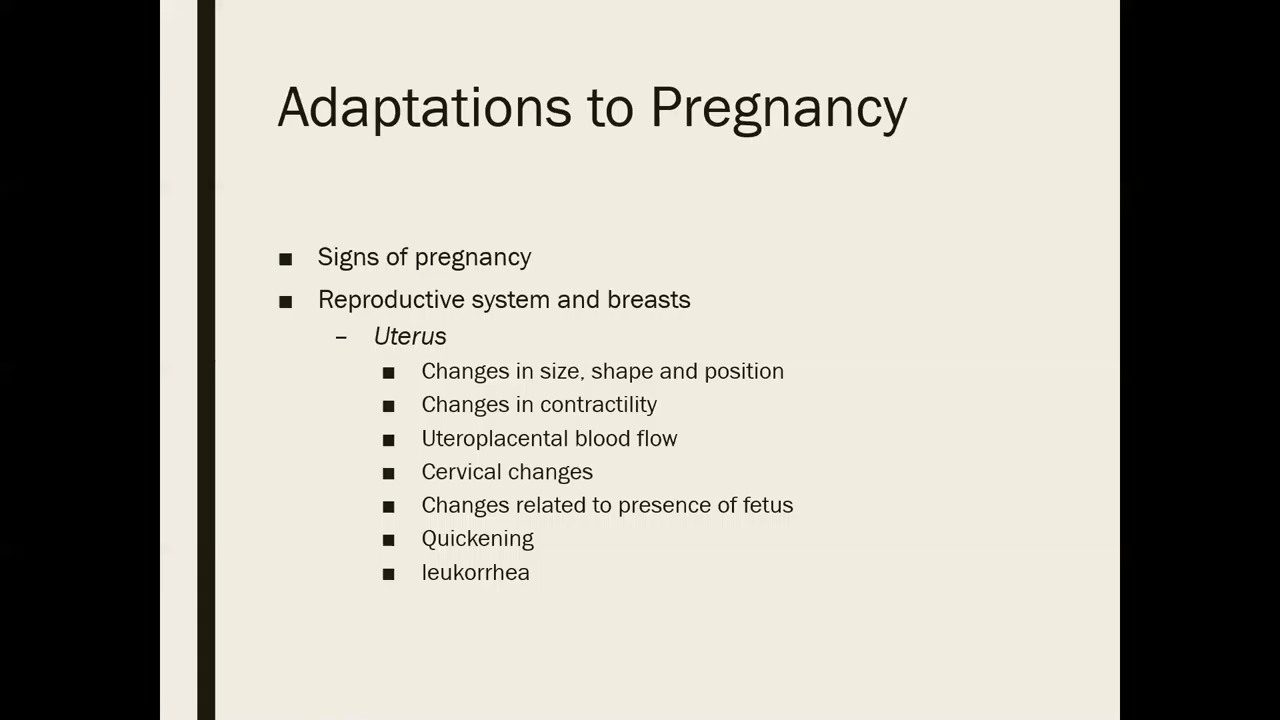 Adaptations to Pregnancy
■ Signs of pregnancy
■ Reproductive system and breasts
– Uterus
■ Changes in size, shape and position
■ Changes in contractility
■ Uteroplacental blood flow
■ Cervical changes
■ Changes related to presence of fetus
■ Quickening
■ leukorrhea